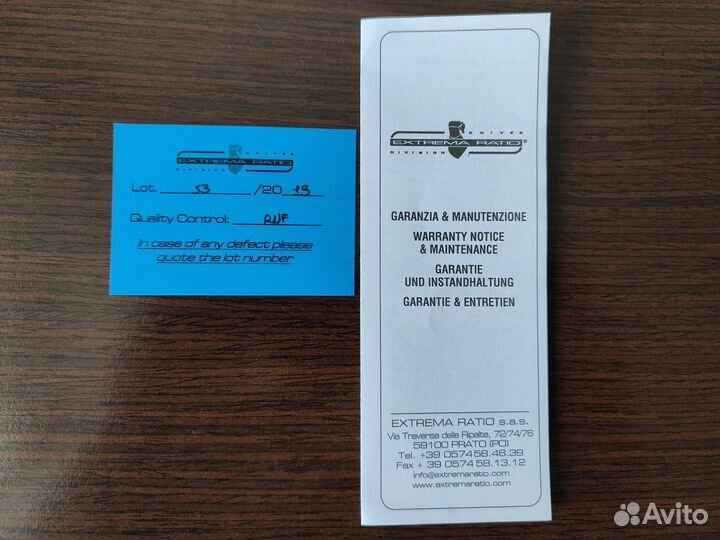 KNIVES
EXTREMA RATIO
DIVISION
Lot. 53 /20 19
Quality Control: RNF
In case of any defect please
quote the lot number
KNIVES
EXTREMA RATIO®
DIVISION
GARANZIA & MANUTENZIONE
WARRANTY NOTICE
& MAINTENANCE
GARANTIE
UND INSTANDHALTUNG
GARANTIE & ENTRETIEN
EXTREMA RATIO s.a.s.
Via Traversa delle Ripalte, 72/74/76
59100 PRATO (PO)
Tel. +39 0574 58.46.39
Fax + 39 0574 58.13.12
info@extremaratio.com
www.extremaratio.com
Avito